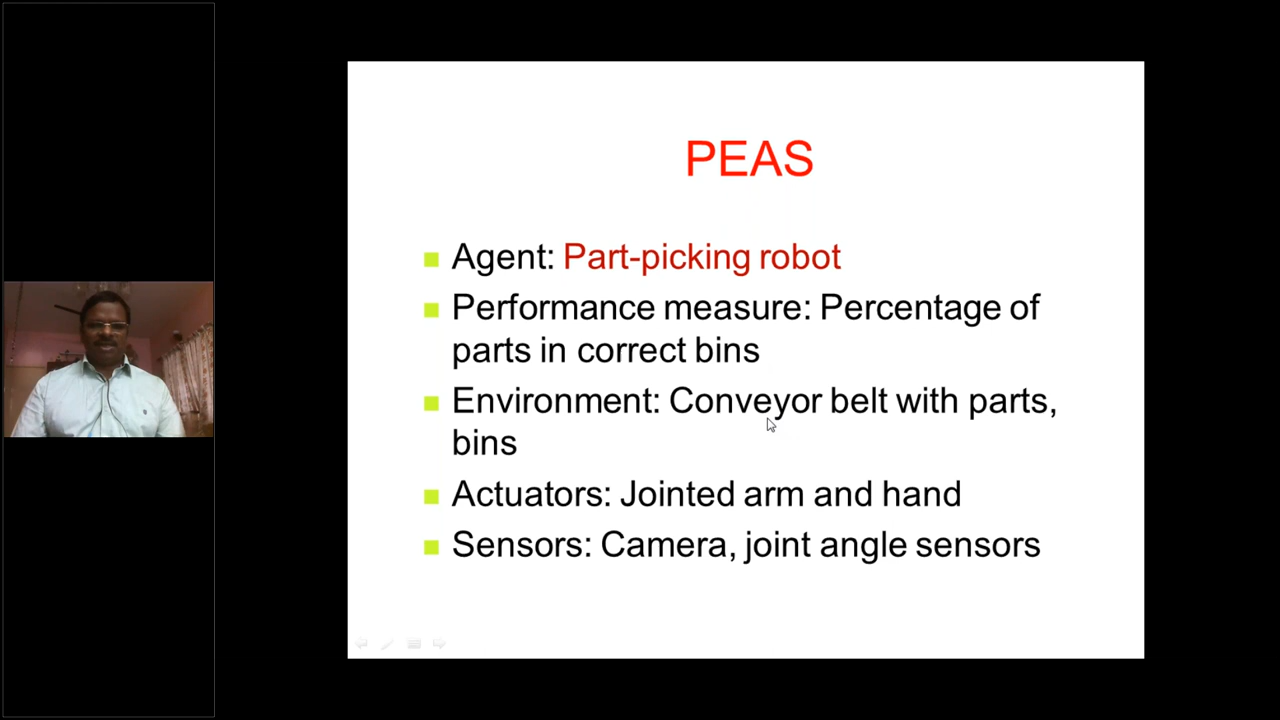 PEAS
Agent: Part-picking robot
Performance measure: Percentage of
parts in correct bins
Environment: Conveyor belt with parts,
bins
Actuators: Jointed arm and hand
Sensors: Camera, joint angle sensors